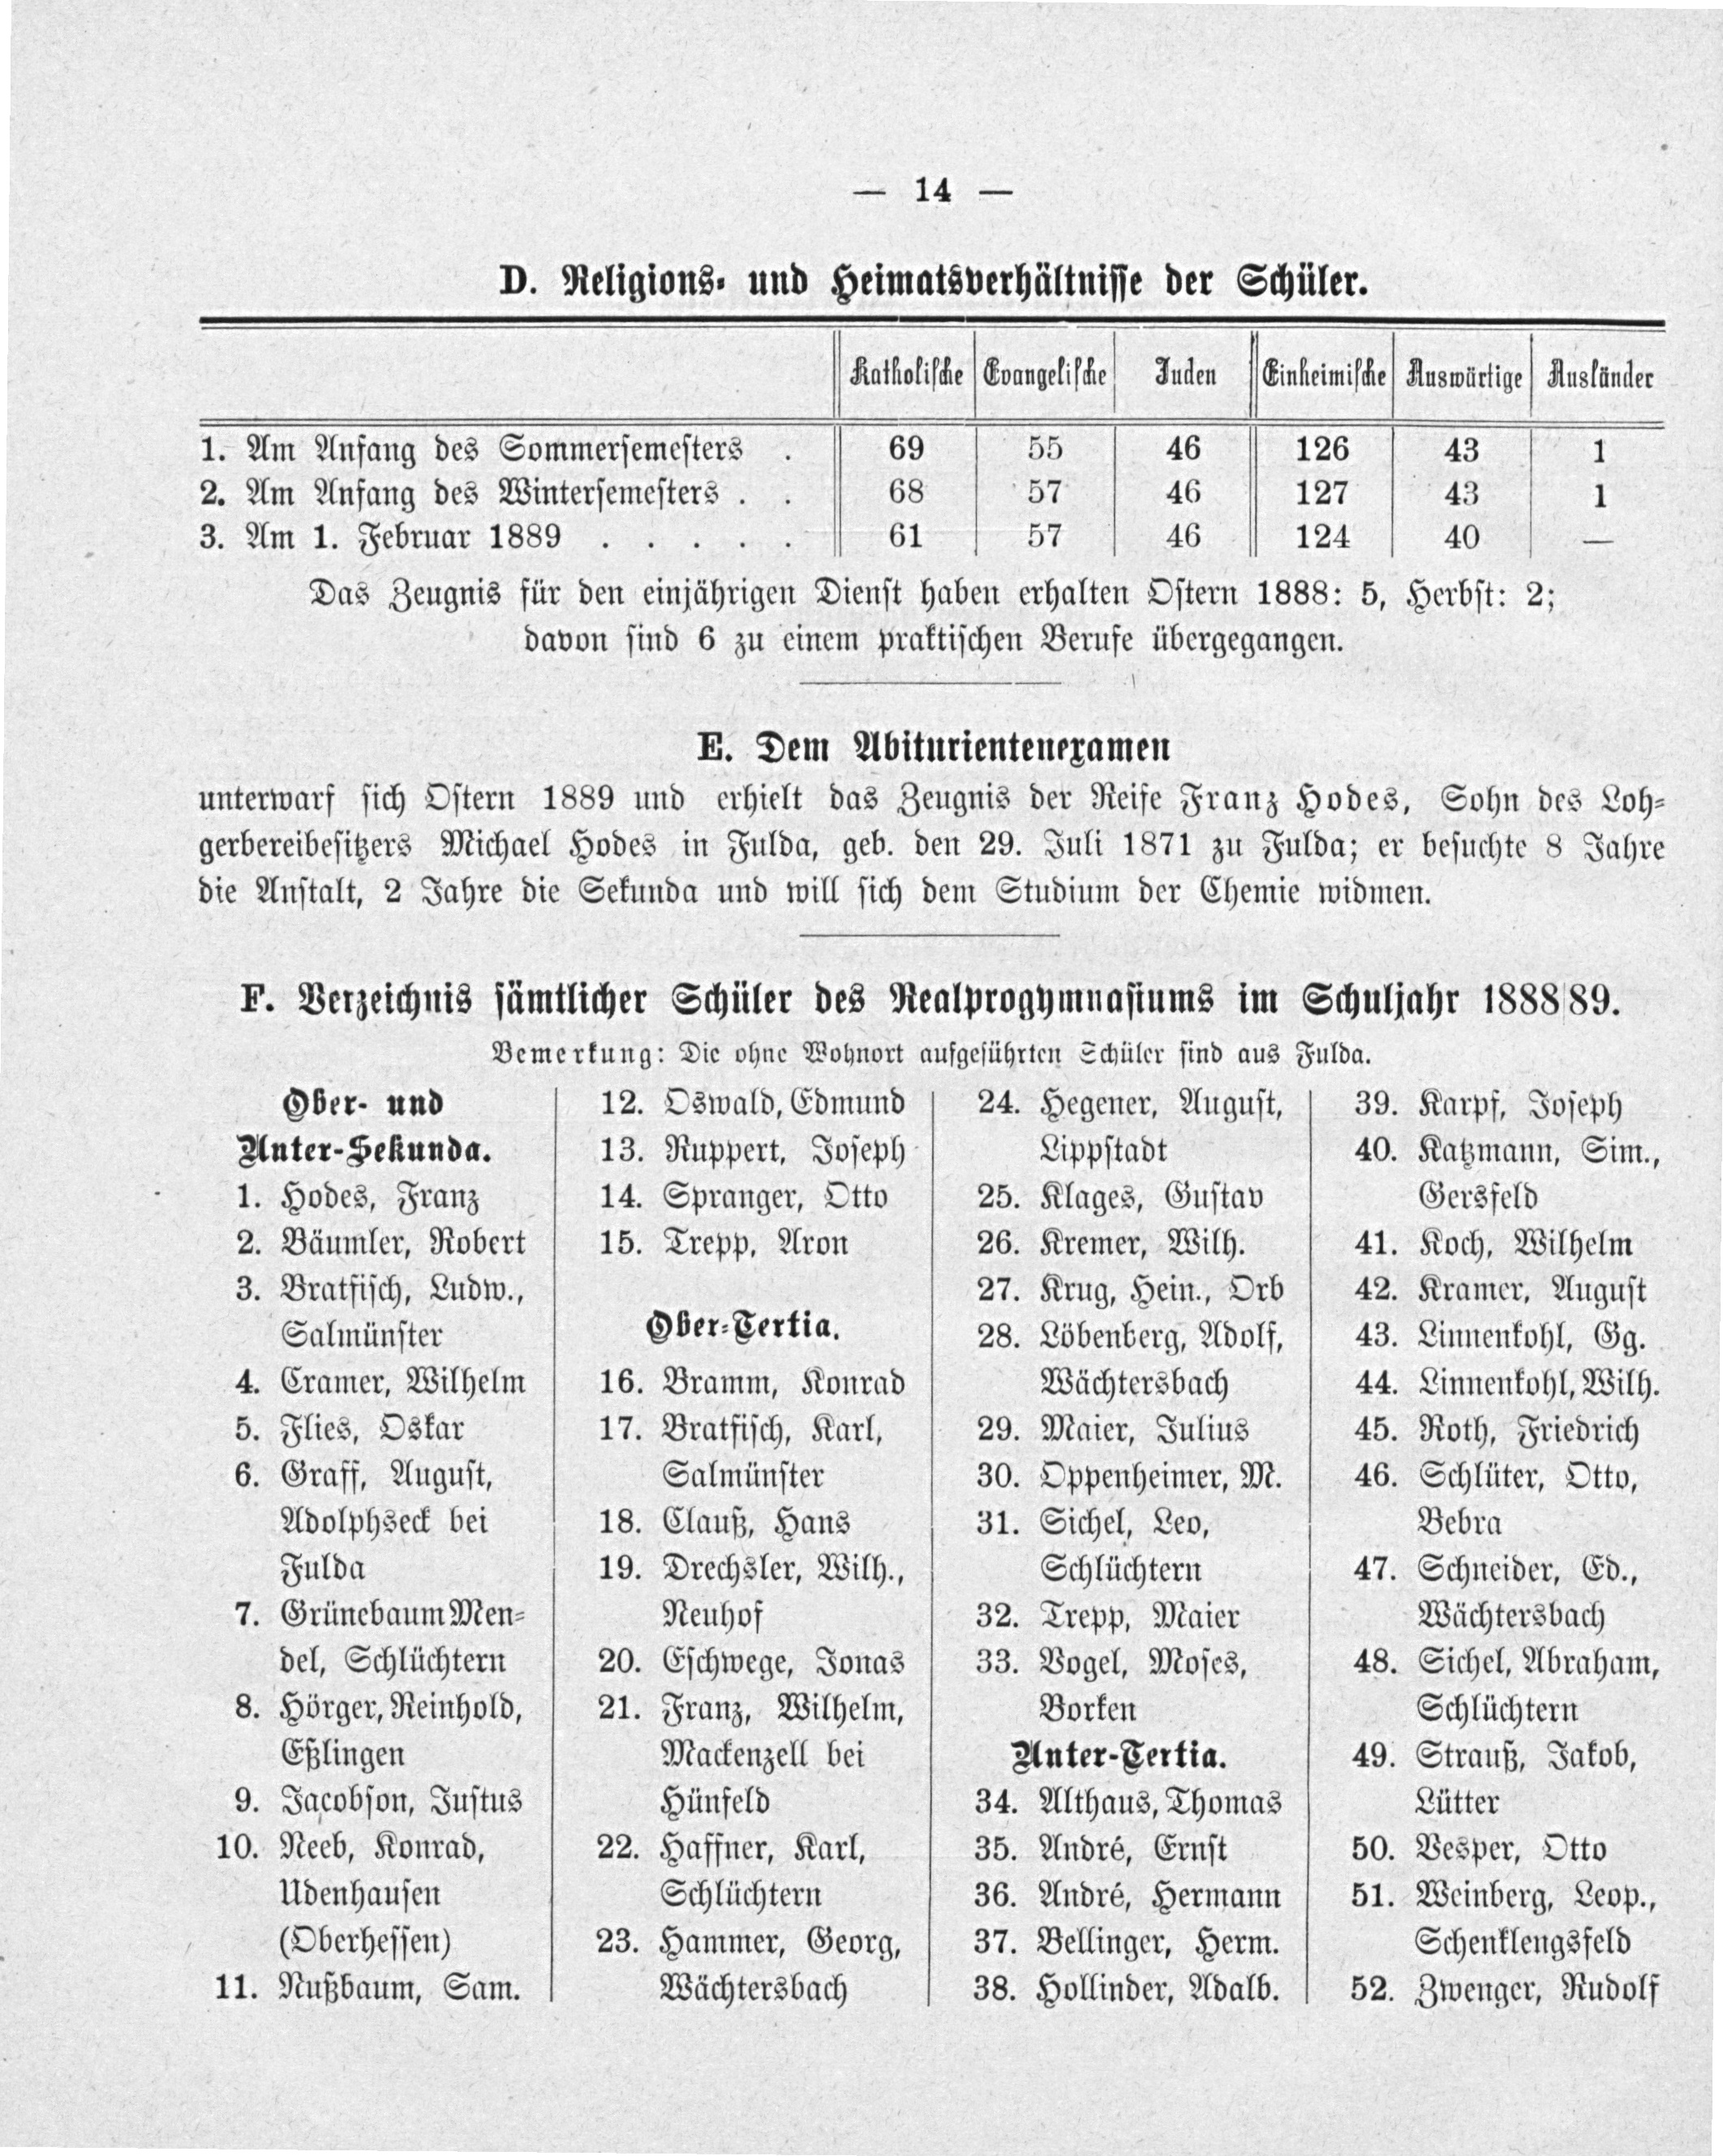 — 14 —
D. Religions- und Heimatsverhältnisse der Schüler.
Katholische Evangelische Juden Einheimische Auswärtige Ausländer
1. Am Anfang des Sommersemesters . 69 55 46 126 43 1
2. Am Anfang des Wintersemesters . . 68 57 46 127 43 1
3. Am 1. Februar 1889 . . . . . 61 57 46 124 40 —
Das Zeugnis für den einjährigen Dienst haben erhalten Ostern 1888: 5, Herbst: 2;
davon sind 6 zu einem praktischen Berufe übergegangen.
E. Dem Abiturientenexamen
unterwarf sich Ostern 1889 und erhielt das Zeugnis der Reife Franz Hodes, Sohn des Loh-
gerbereibesitzers Michael Hodes in Fulda, geb. den 29. Juli 1871 zu Fulda; er besuchte 8 Jahre
die Anstalt, 2 Jahre die Sekunda und will sich dem Studium der Chemie widmen.
F. Verzeichnis sämtlicher Schüler des Realprogymnasiums im Schuljahr 1888/89.
Bemerkung: Die ohne Wohnort aufgeführten Schüler sind aus Fulda.
Ober- und
Unter-Sekunda.
1. Hodes, Franz
2. Bäumler, Robert
3. Bratfisch, Ludw.,
Salmünster
4. Cramer, Wilhelm
5. Flies, Oskar
6. Graff, August,
Adolphseck bei
Fulda
7. Grünebaum Men-
del, Schlüchtern
8. Hörger, Reinhold,
Eßlingen
9. Jacobson, Justus
10. Neeb, Konrad,
Udenhausen
(Oberhessen)
11. Nußbaum, Sam.
12. Oswald, Edmund
13. Ruppert, Joseph
14. Spranger, Otto
15. Trepp, Aron
Ober-Tertia.
16. Bramm, Konrad
17. Bratfisch, Karl,
Salmünster
18. Clauß, Hans
19. Drechsler, Wilh.,
Neuhof
20. Eschwege, Jonas
21. Franz, Wilhelm,
Mackenzell bei
Hünfeld
22. Haffner, Karl,
Schlüchtern
23. Hammer, Georg,
Wächtersbach
24. Hegener, August,
Lippstadt
25. Klages, Gustav
26. Kremer, Wilh.
27. Krug, Hein., Orb
28. Löbenberg, Adolf,
Wächtersbach
29. Maier, Julius
30. Oppenheimer, M.
31. Sichel, Leo,
Schlüchtern
32. Trepp, Maier
33. Vogel, Moses,
Borken
Unter-Tertia.
34. Althaus, Thomas
35. André, Ernst
36. André, Hermann
37. Bellinger, Herm.
38. Hollinder, Adalb.
39. Karpf, Joseph
40. Katzmann, Sim.,
Gersfeld
41. Koch, Wilhelm
42. Kramer, August
43. Linnenkohl, Gg.
44. Linnenkohl, Wilh.
45. Roth, Friedrich
46. Schlüter, Otto,
Bebra
47. Schneider, Ed.,
Wächtersbach
48. Sichel, Abraham,
Schlüchtern
49. Strauß, Jakob,
Lütter
50. Vesper, Otto
51. Weinberg, Leop.,
Schenklengsfeld
52. Zwenger, Rudolf